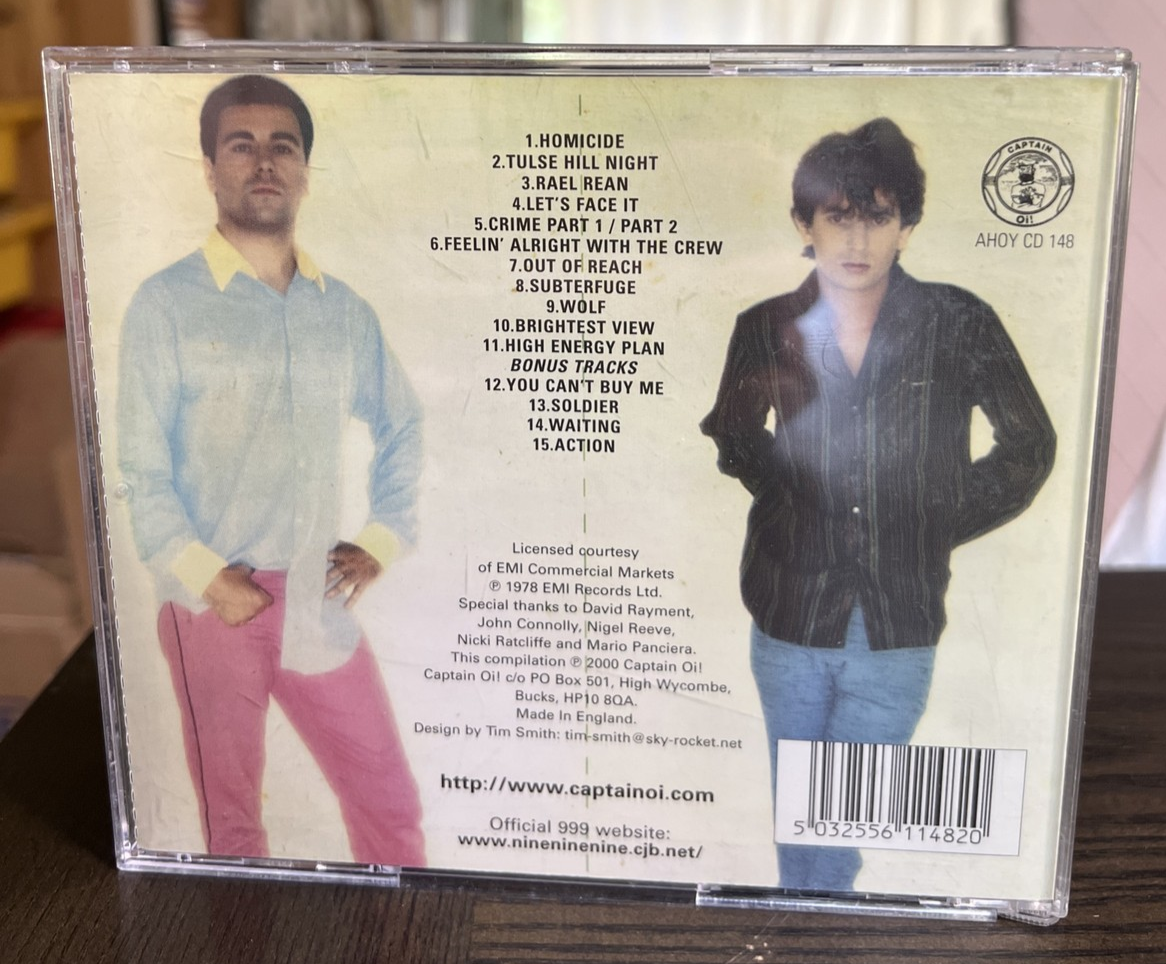 1.HOMICIDE
2.TULSE HILL NIGHT
3.RAEL REAN
4.LET'S FACE IT
5.CRIME PART 1 / PART 2
6.FEELIN' ALRIGHT WITH THE CREW
7.OUT OF REACH
8.SUBTERFUGE
9.WOLF
10.BRIGHTEST VIEW
11.HIGH ENERGY PLAN
BONUS TRACKS
12.YOU CAN'T BUY ME
13.SOLDIER
14.WAITING
15.ACTION
CAPTAIN
Oi!
AHOY CD 148
Licensed courtesy
of EMI Commercial Markets
℗ 1978 EMI Records Ltd.
Special thanks to David Rayment,
John Connolly, Nigel Reeve,
Nicki Ratcliffe and Mario Panciera.
This compilation ℗ 2000 Captain Oi!
Captain Oi! c/o PO Box 501, High Wycombe,
Bucks, HP10 8QA.
Made In England.
Design by Tim Smith: tim-smith@sky-rocket.net
http://www.captainoi.com
Official 999 website:
www.nineninenine.cjb.net/
5 032556 114820